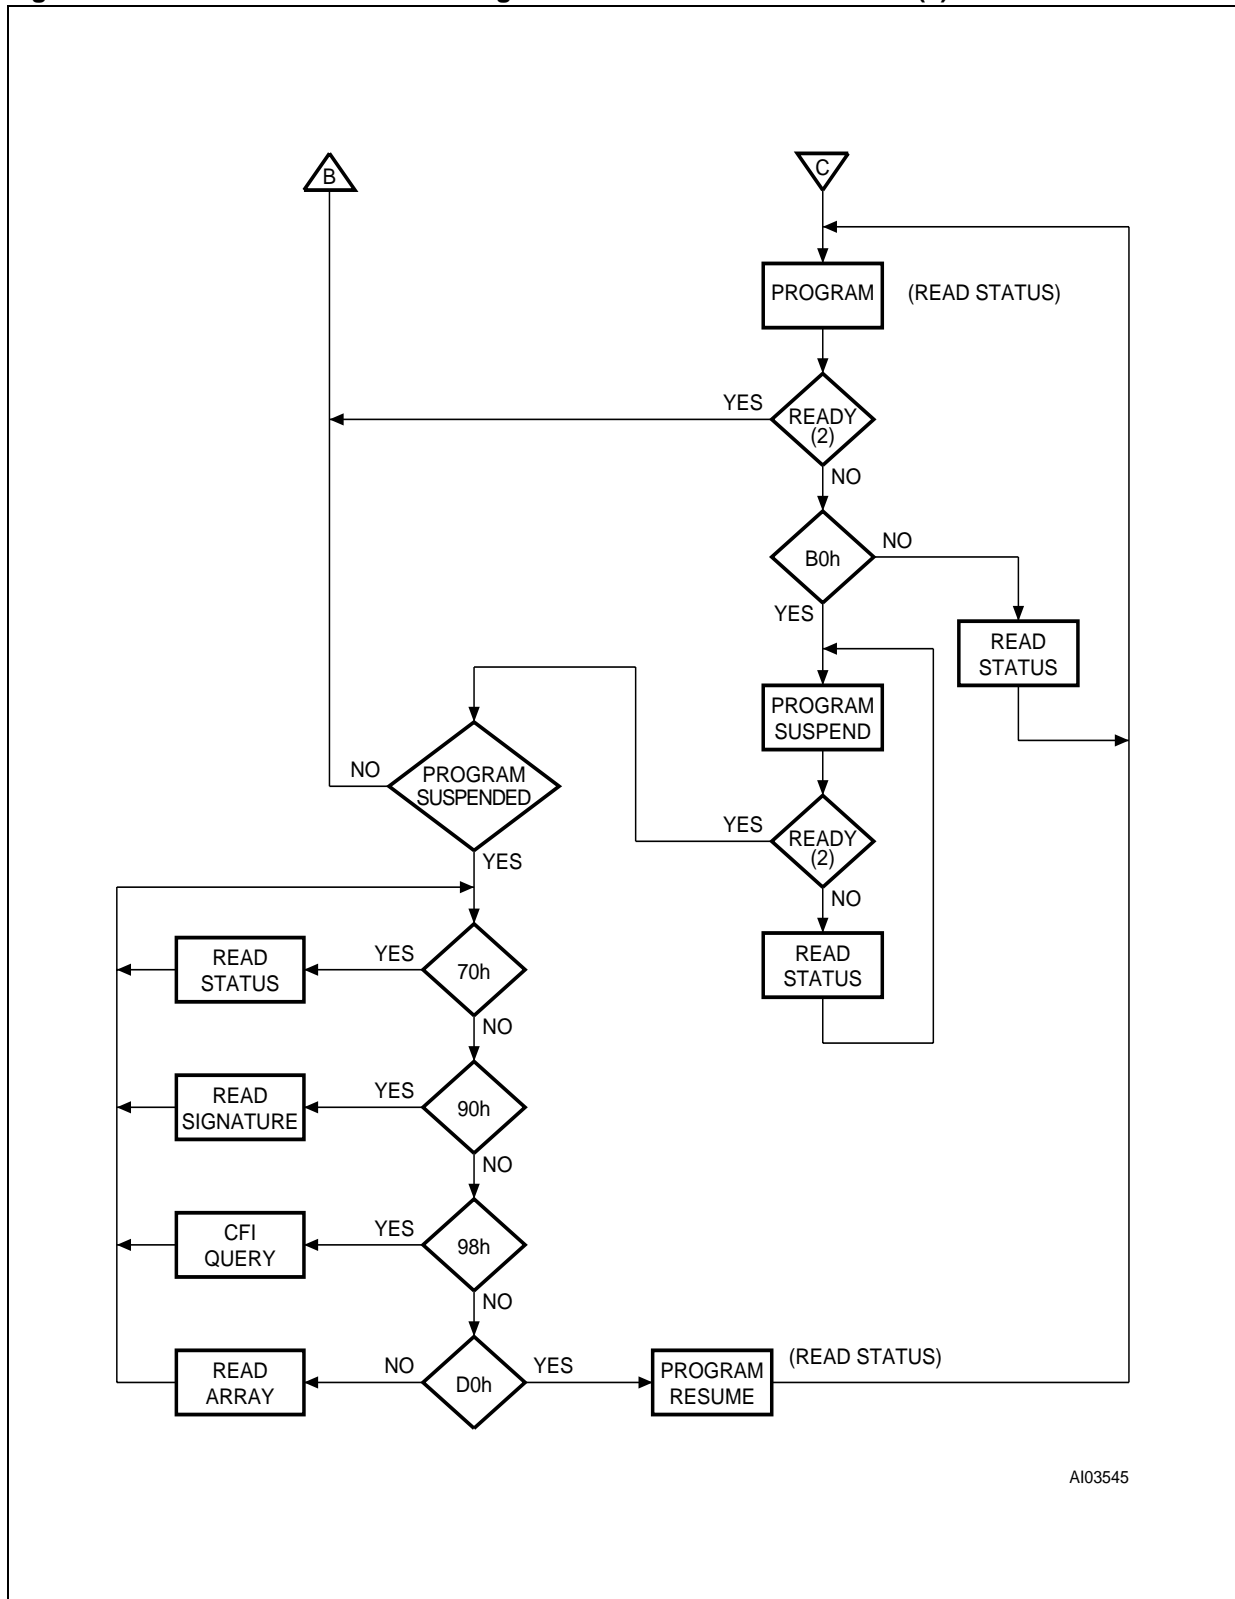 B
C
PROGRAM
(READ STATUS)
YES
READY
(2)
NO
B0h
NO
YES
READ
STATUS
PROGRAM
SUSPEND
NO
PROGRAM
SUSPENDED
YES
READY
(2)
YES
NO
READ
STATUS
YES
70h
READ
STATUS
NO
READ
SIGNATURE
YES
90h
NO
CFI
QUERY
YES
98h
NO
READ
ARRAY
NO
D0h
YES
PROGRAM
RESUME
(READ STATUS)
AI03545